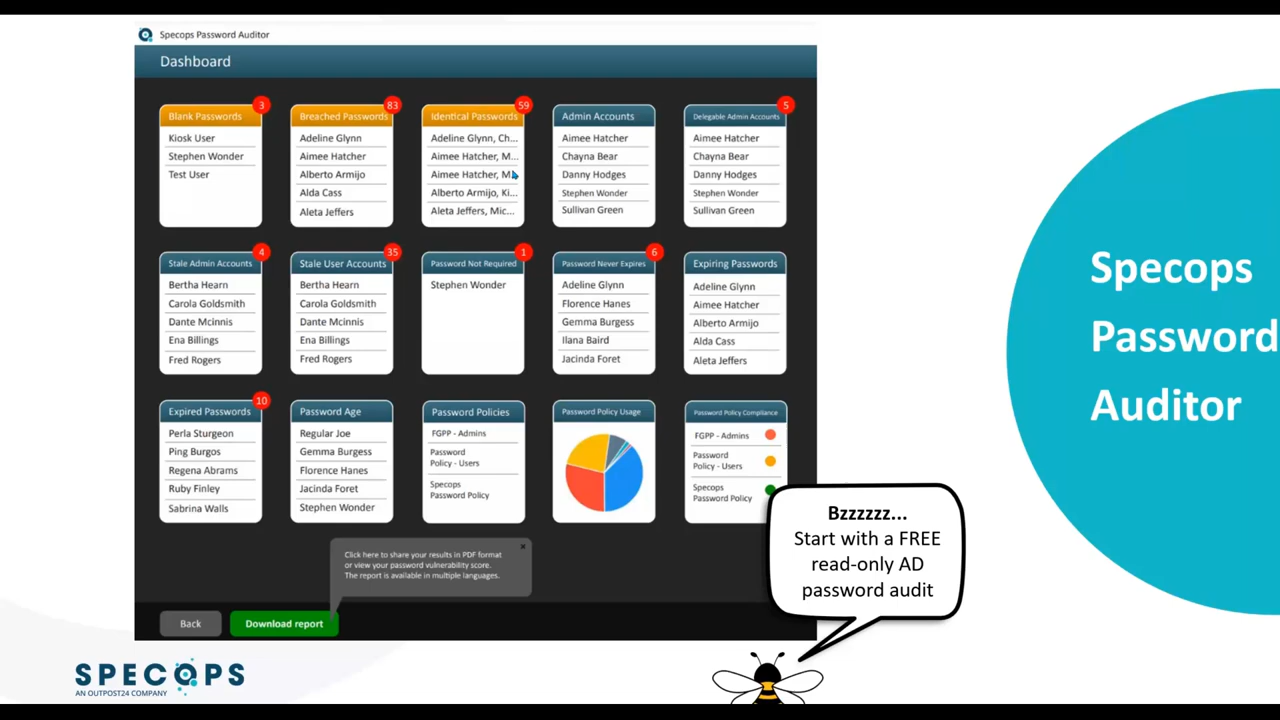 Specops Password Auditor
Dashboard
3
Blank Passwords
Kiosk User
Stephen Wonder
Test User
83
Breached Passwords
Adeline Glynn
Aimee Hatcher
Alberto Armijo
Alda Cass
Aleta Jeffers
59
Identical Passwords
Adeline Glynn, Ch...
Aimee Hatcher, M...
Aimee Hatcher, M
Alberto Armijo, Ki...
Aleta Jeffers, Mic...
Admin Accounts
Aimee Hatcher
Chayna Bear
Danny Hodges
Stephen Wonder
Sullivan Green
5
Delegable Admin Accounts
Aimee Hatcher
Chayna Bear
Danny Hodges
Stephen Wonder
Sullivan Green
4
Stale Admin Accounts
Bertha Hearn
Carola Goldsmith
Dante Mcinnis
Ena Billings
Fred Rogers
35
Stale User Accounts
Bertha Hearn
Carola Goldsmith
Dante Mcinnis
Ena Billings
Fred Rogers
1
Password Not Required
Stephen Wonder
6
Password Never Expires
Adeline Glynn
Florence Hanes
Gemma Burgess
Ilana Baird
Jacinda Foret
Expiring Passwords
Adeline Glynn
Aimee Hatcher
Alberto Armijo
Alda Cass
Aleta Jeffers
10
Expired Passwords
Perla Sturgeon
Ping Burgos
Regena Abrams
Ruby Finley
Sabrina Walls
Password Age
Regular Joe
Gemma Burgess
Florence Hanes
Jacinda Foret
Stephen Wonder
Password Policies
FGPP - Admins
Password
Policy - Users
Specops
Password Policy
Password Policy Usage
Password Policy Compliance
FGPP - Admins
Password
Policy - Users
Specops
Password Policy
Click here to share your results in PDF format
or view your password vulnerability score.
The report is available in multiple languages.
Back
Download report
Specops
Password
Auditor
Bzzzzzz...
Start with a FREE
read-only AD
password audit
SPECOPS
AN OUTPOST24 COMPANY